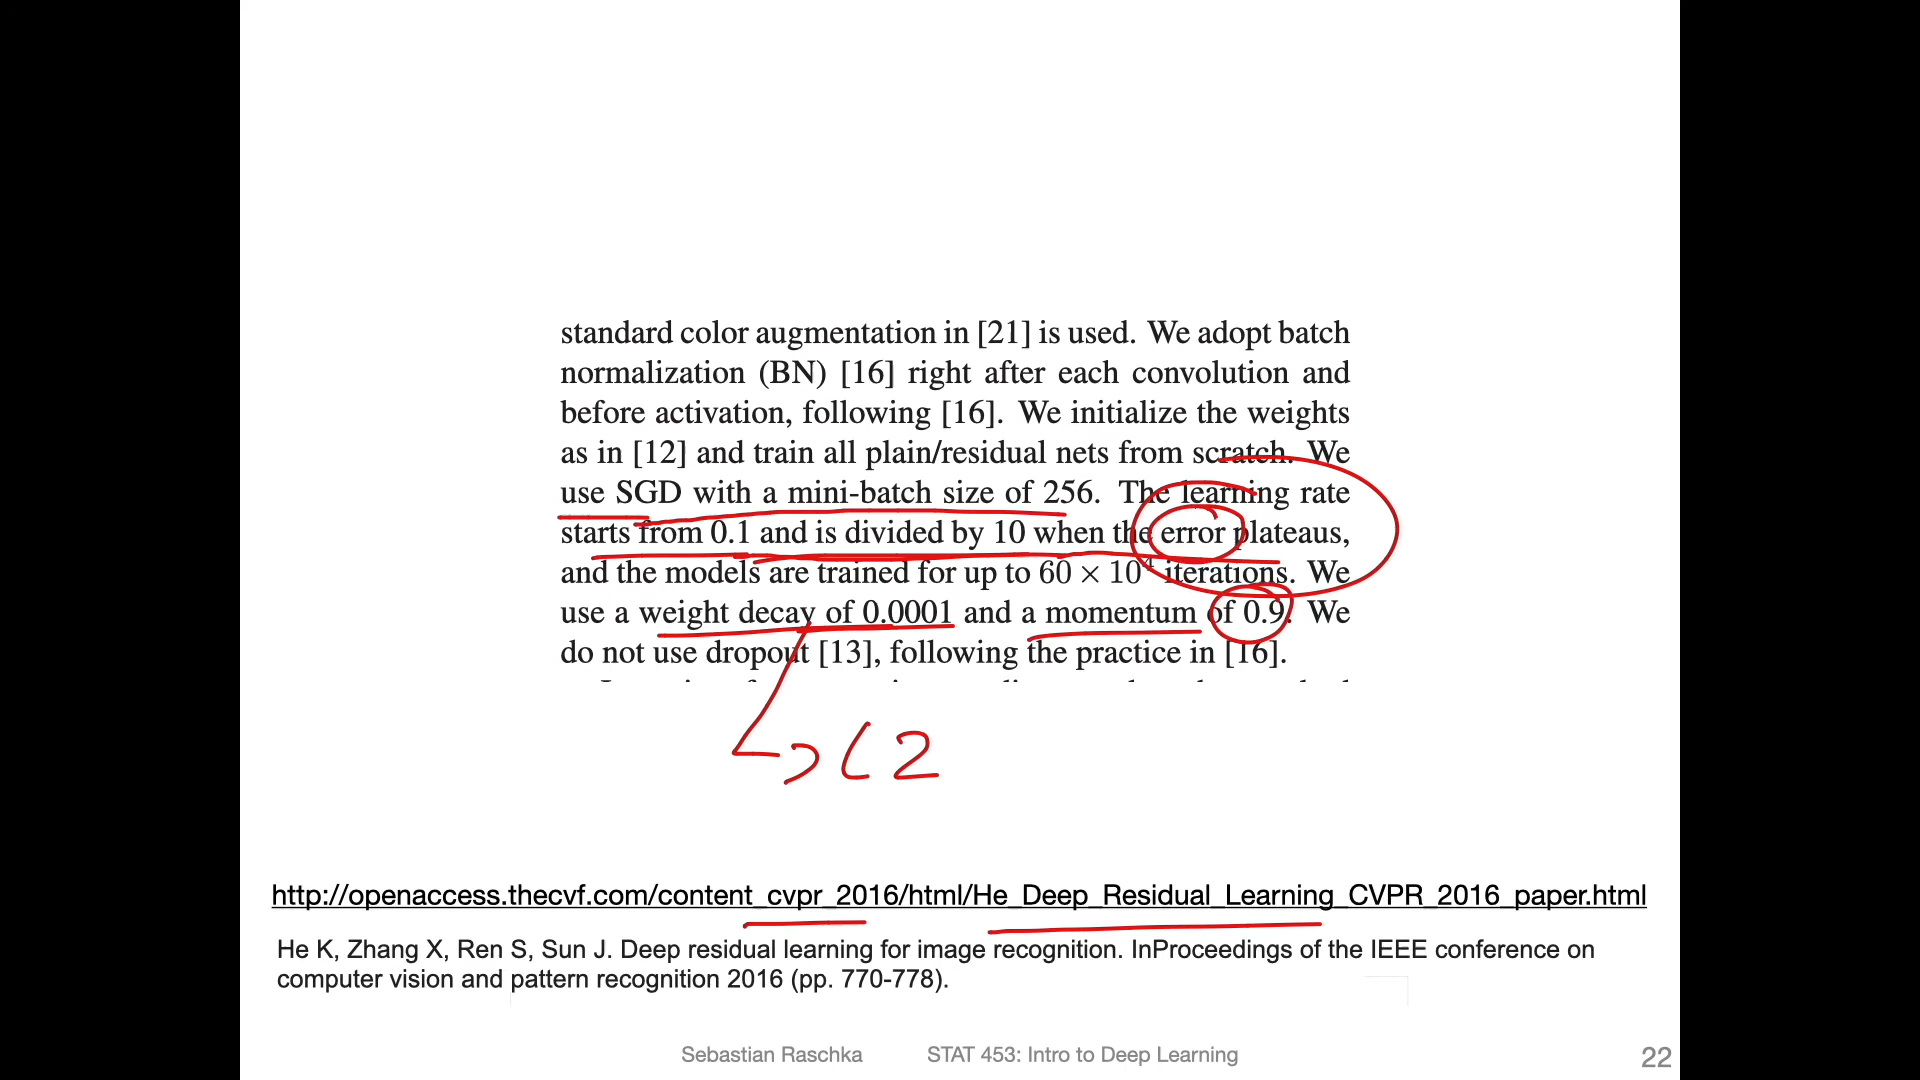 standard color augmentation in [21] is used. We adopt batch
normalization (BN) [16] right after each convolution and
before activation, following [16]. We initialize the weights
as in [12] and train all plain/residual nets from scratch. We
use SGD with a mini-batch size of 256. The learning rate
starts from 0.1 and is divided by 10 when the error plateaus,
and the models are trained for up to 60 × 10⁴ iterations. We
use a weight decay of 0.0001 and a momentum of 0.9. We
do not use dropout [13], following the practice in [16].
L2
http://openaccess.thecvf.com/content_cvpr_2016/html/He_Deep_Residual_Learning_CVPR_2016_paper.html
He K, Zhang X, Ren S, Sun J. Deep residual learning for image recognition. InProceedings of the IEEE conference on
computer vision and pattern recognition 2016 (pp. 770-778).
Sebastian Raschka STAT 453: Intro to Deep Learning 22